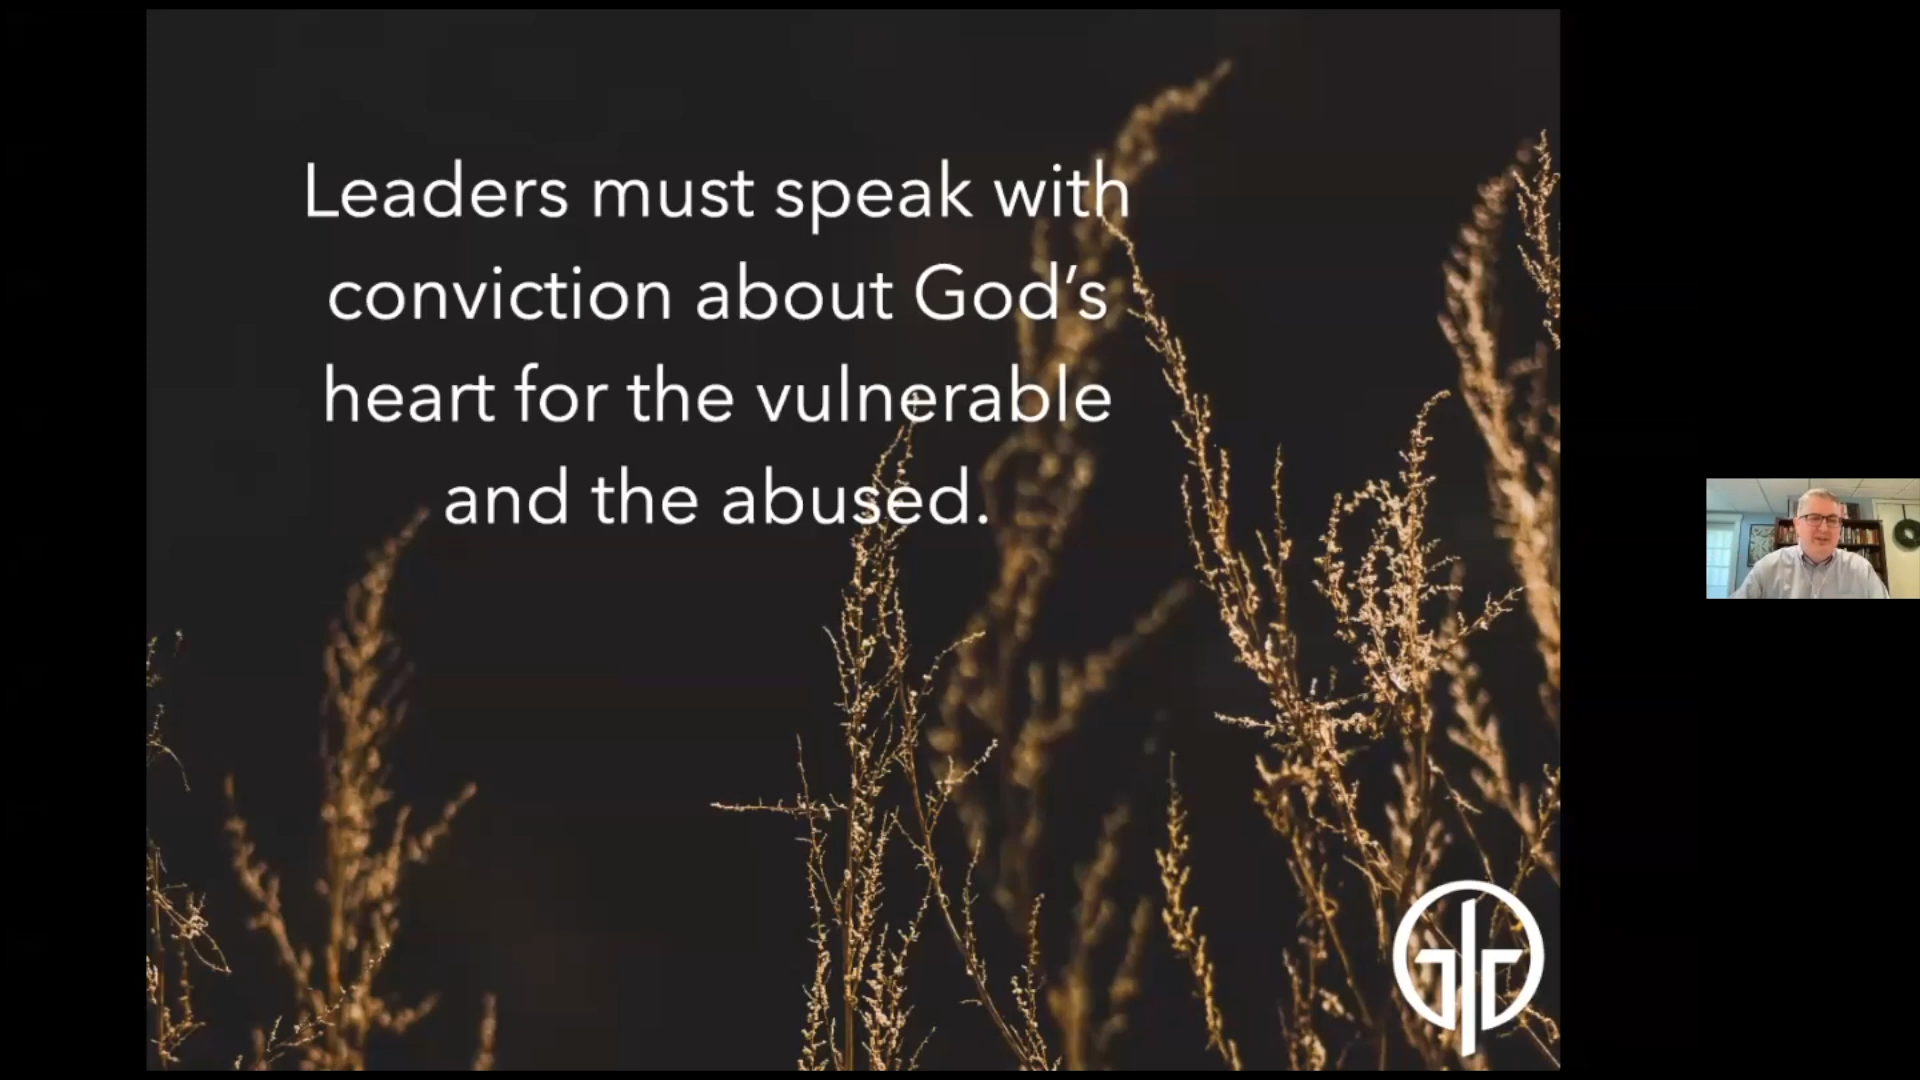 Leaders must speak with
conviction about God’s
heart for the vulnerable
and the abused.